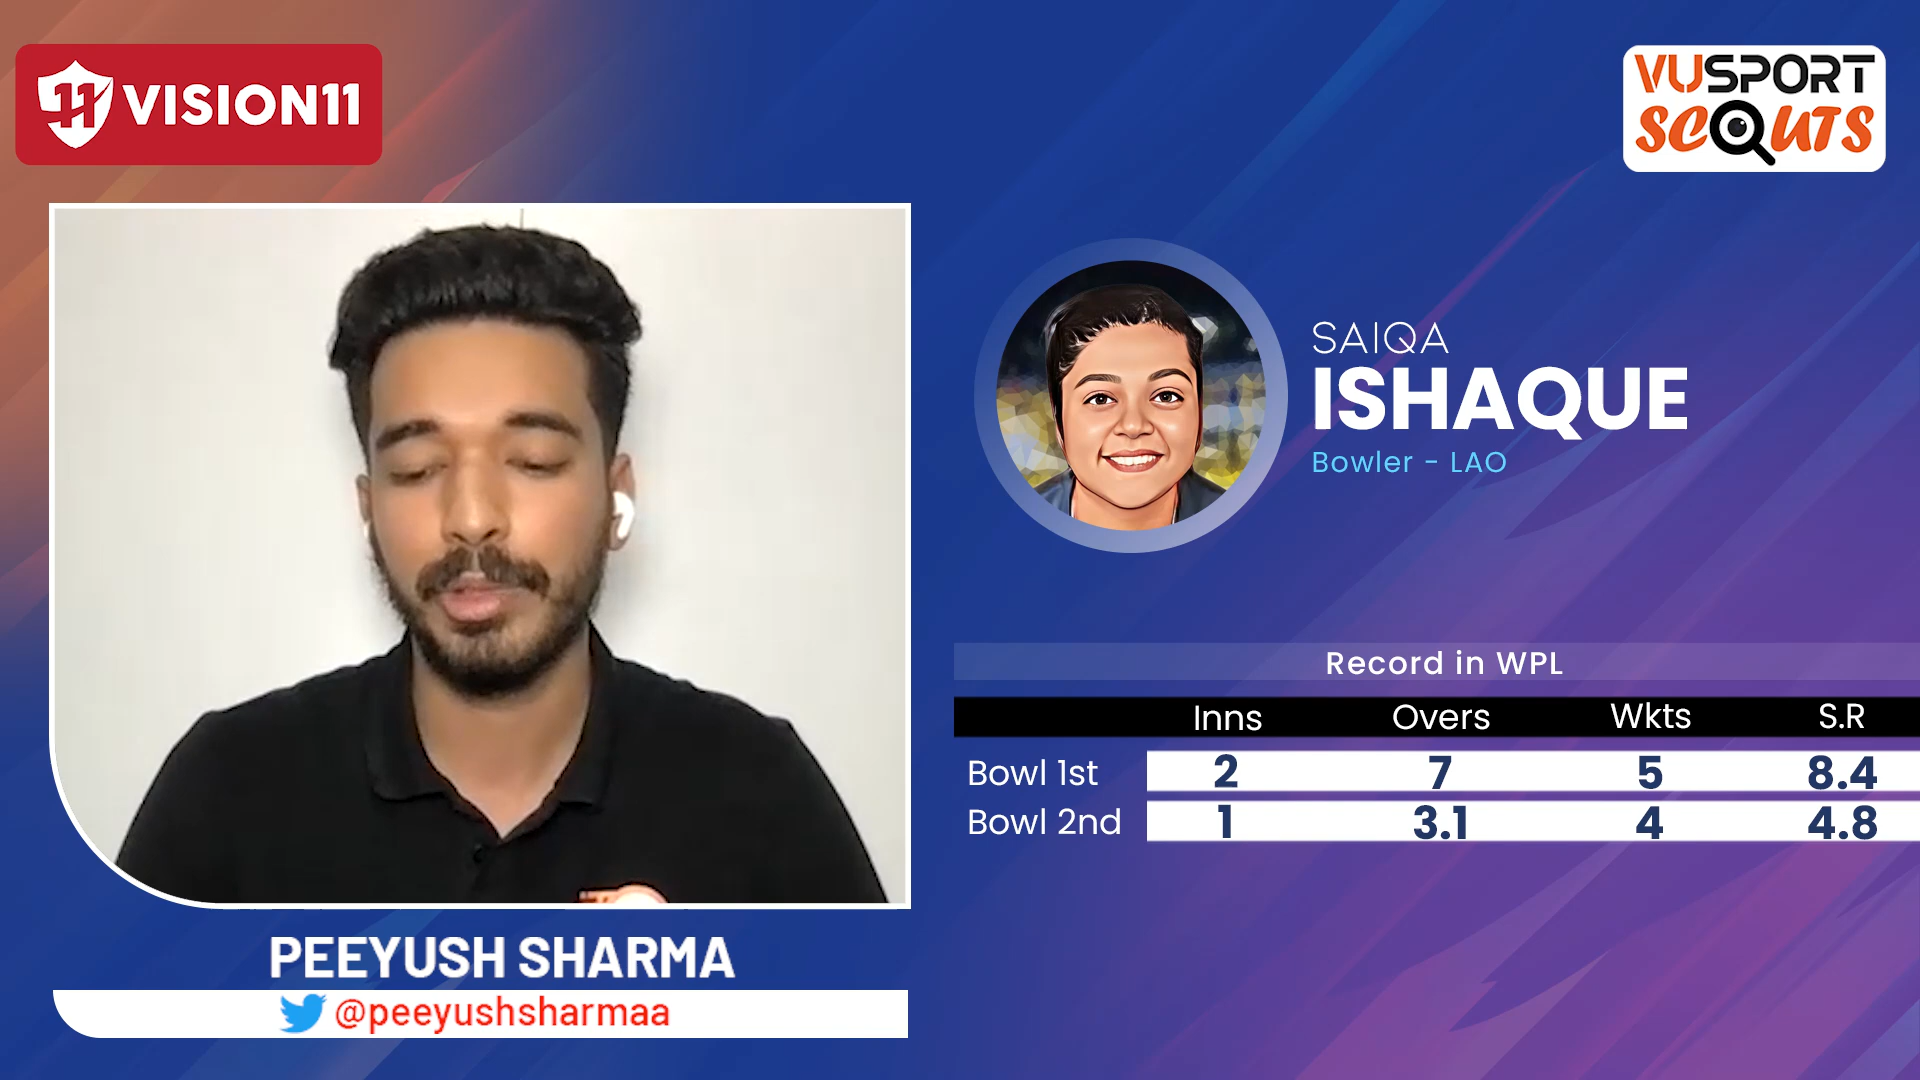 11 VISION11
VUSPORT
SCOUTS
SAIQA
ISHAQUE
Bowler - LAO
Record in WPL
Inns Overs Wkts S.R
Bowl 1st 2 7 5 8.4
Bowl 2nd 1 3.1 4 4.8
PEEYUSH SHARMA
@peeyushsharmaa